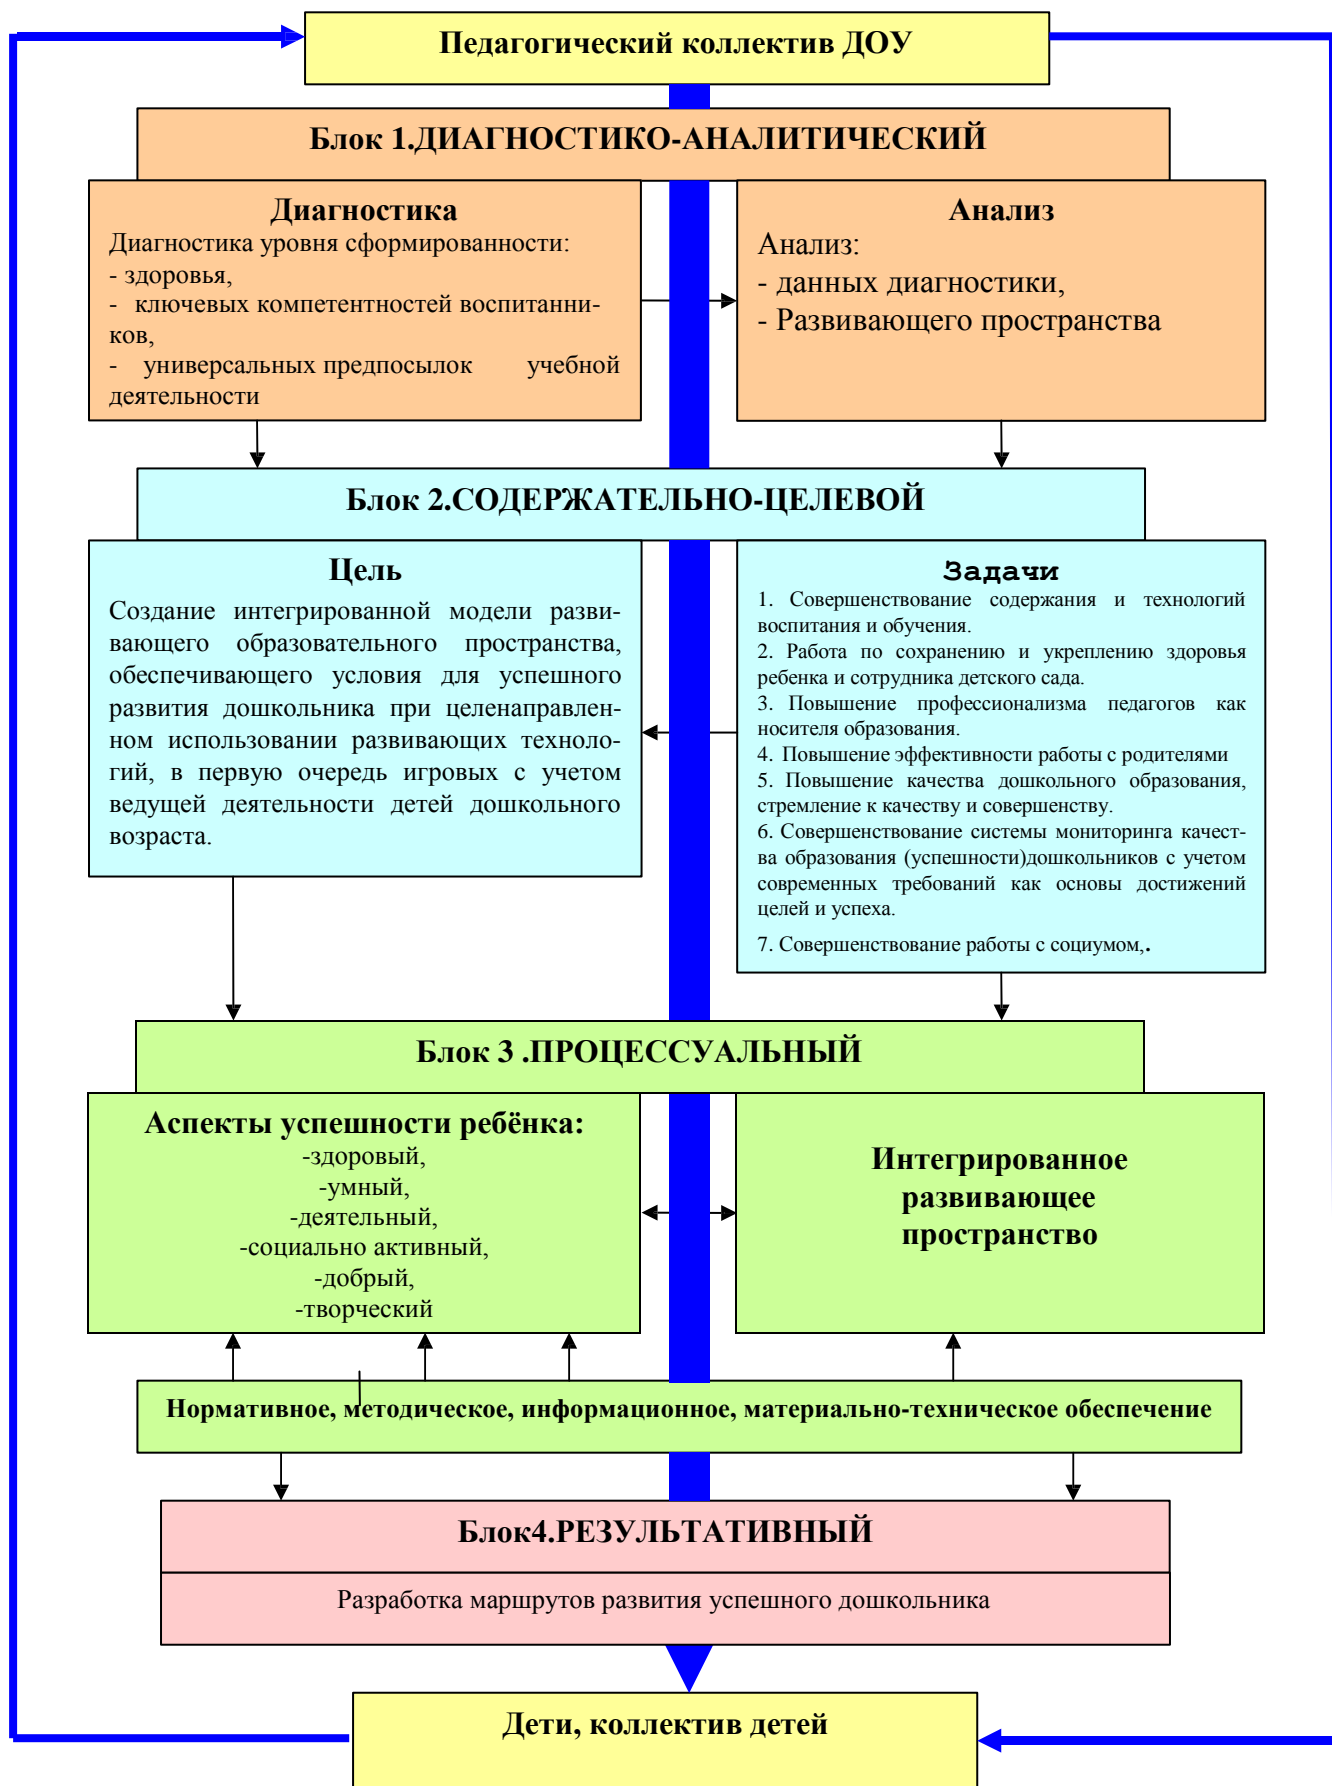 Педагогический коллектив ДОУ
Блок 1.ДИАГНОСТИКО-АНАЛИТИЧЕСКИЙ
Диагностика
Диагностика уровня сформированности:
- здоровья,
- ключевых компетентностей воспитанни-
ков,
- универсальных предпосылок учебной
деятельности
Анализ
Анализ:
- данных диагностики,
- Развивающего пространства
Блок 2.СОДЕРЖАТЕЛЬНО-ЦЕЛЕВОЙ
Цель
Создание интегрированной модели разви-
вающего образовательного пространства,
обеспечивающего условия для успешного
развития дошкольника при целенаправлен-
ном использовании развивающих техноло-
гий, в первую очередь игровых с учетом
ведущей деятельности детей дошкольного
возраста.
Задачи
1. Совершенствование содержания и технологий
воспитания и обучения.
2. Работа по сохранению и укреплению здоровья
ребенка и сотрудника детского сада.
3. Повышение профессионализма педагогов как
носителя образования.
4. Повышение эффективности работы с родителями
5. Повышение качества дошкольного образования,
стремление к качеству и совершенству.
6. Совершенствование системы мониторинга качест-
ва образования (успешности)дошкольников с учетом
современных требований как основы достижений
целей и успеха.
7. Совершенствование работы с социумом,.
Блок 3 .ПРОЦЕССУАЛЬНЫЙ
Аспекты успешности ребёнка:
-здоровый,
-умный,
-деятельный,
-социально активный,
-добрый,
-творческий
Интегрированное
развивающее
пространство
Нормативное, методическое, информационное, материально-техническое обеспечение
Блок4.РЕЗУЛЬТАТИВНЫЙ
Разработка маршрутов развития успешного дошкольника
Дети, коллектив детей